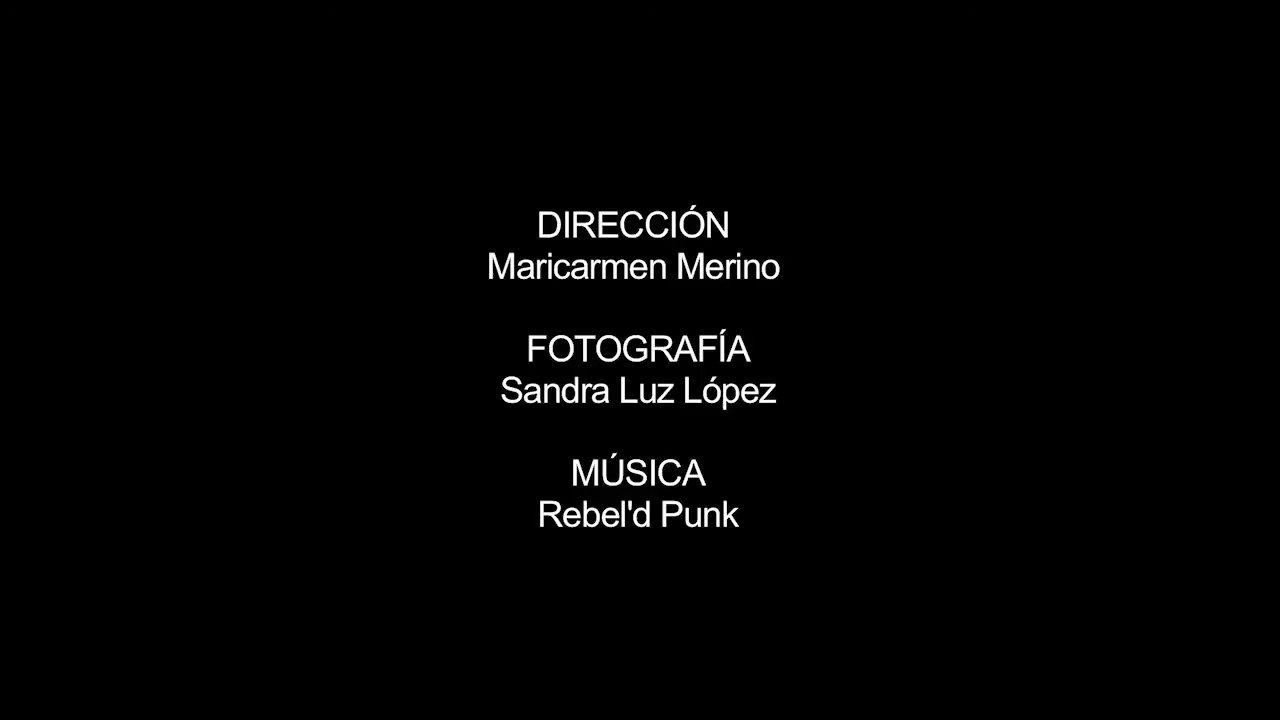 DIRECCIÓN
Maricarmen Merino
FOTOGRAFÍA
Sandra Luz López
MÚSICA
Rebel'd Punk